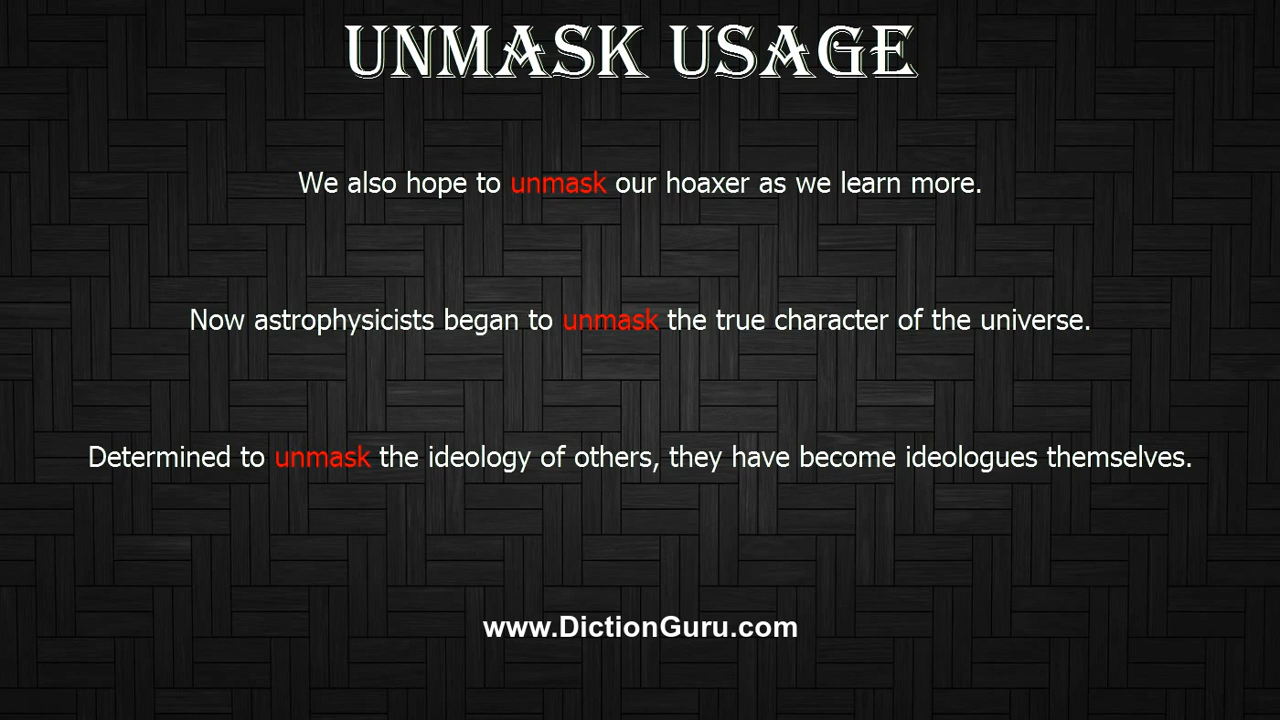 UNMASK USAGE
We also hope to unmask our hoaxer as we learn more.
Now astrophysicists began to unmask the true character of the universe.
Determined to unmask the ideology of others, they have become ideologues themselves.
www.DictionGuru.com